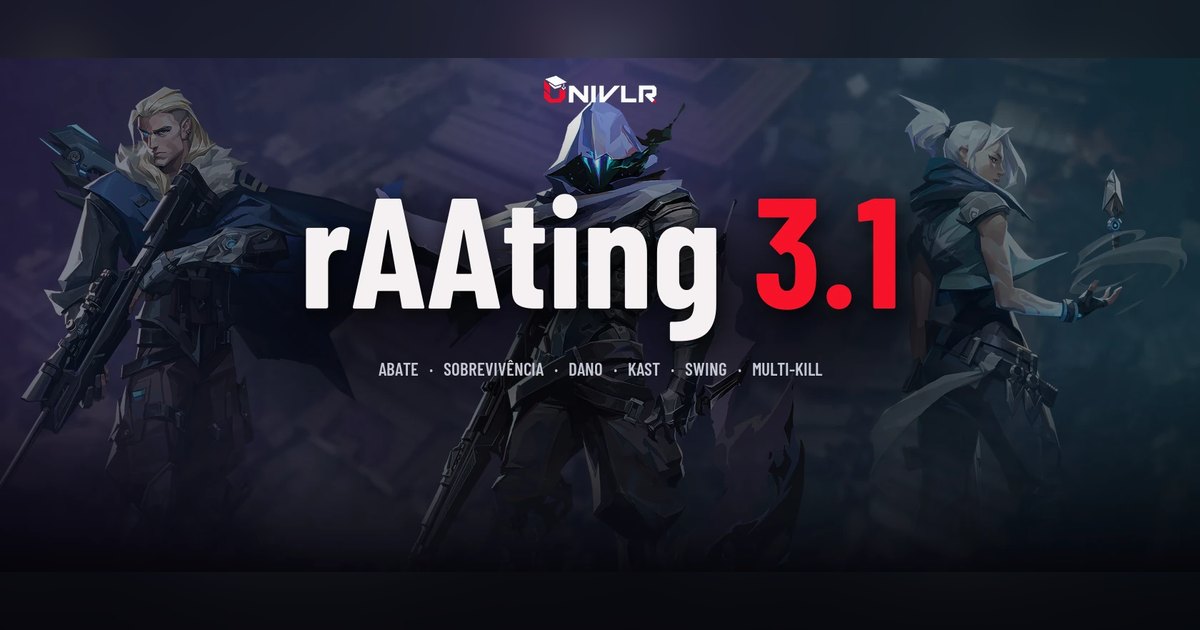 UNIVLR
rAAting 3.1
ABATE · SOBREVIVÊNCIA · DANO · KAST · SWING · MULTI-KILL